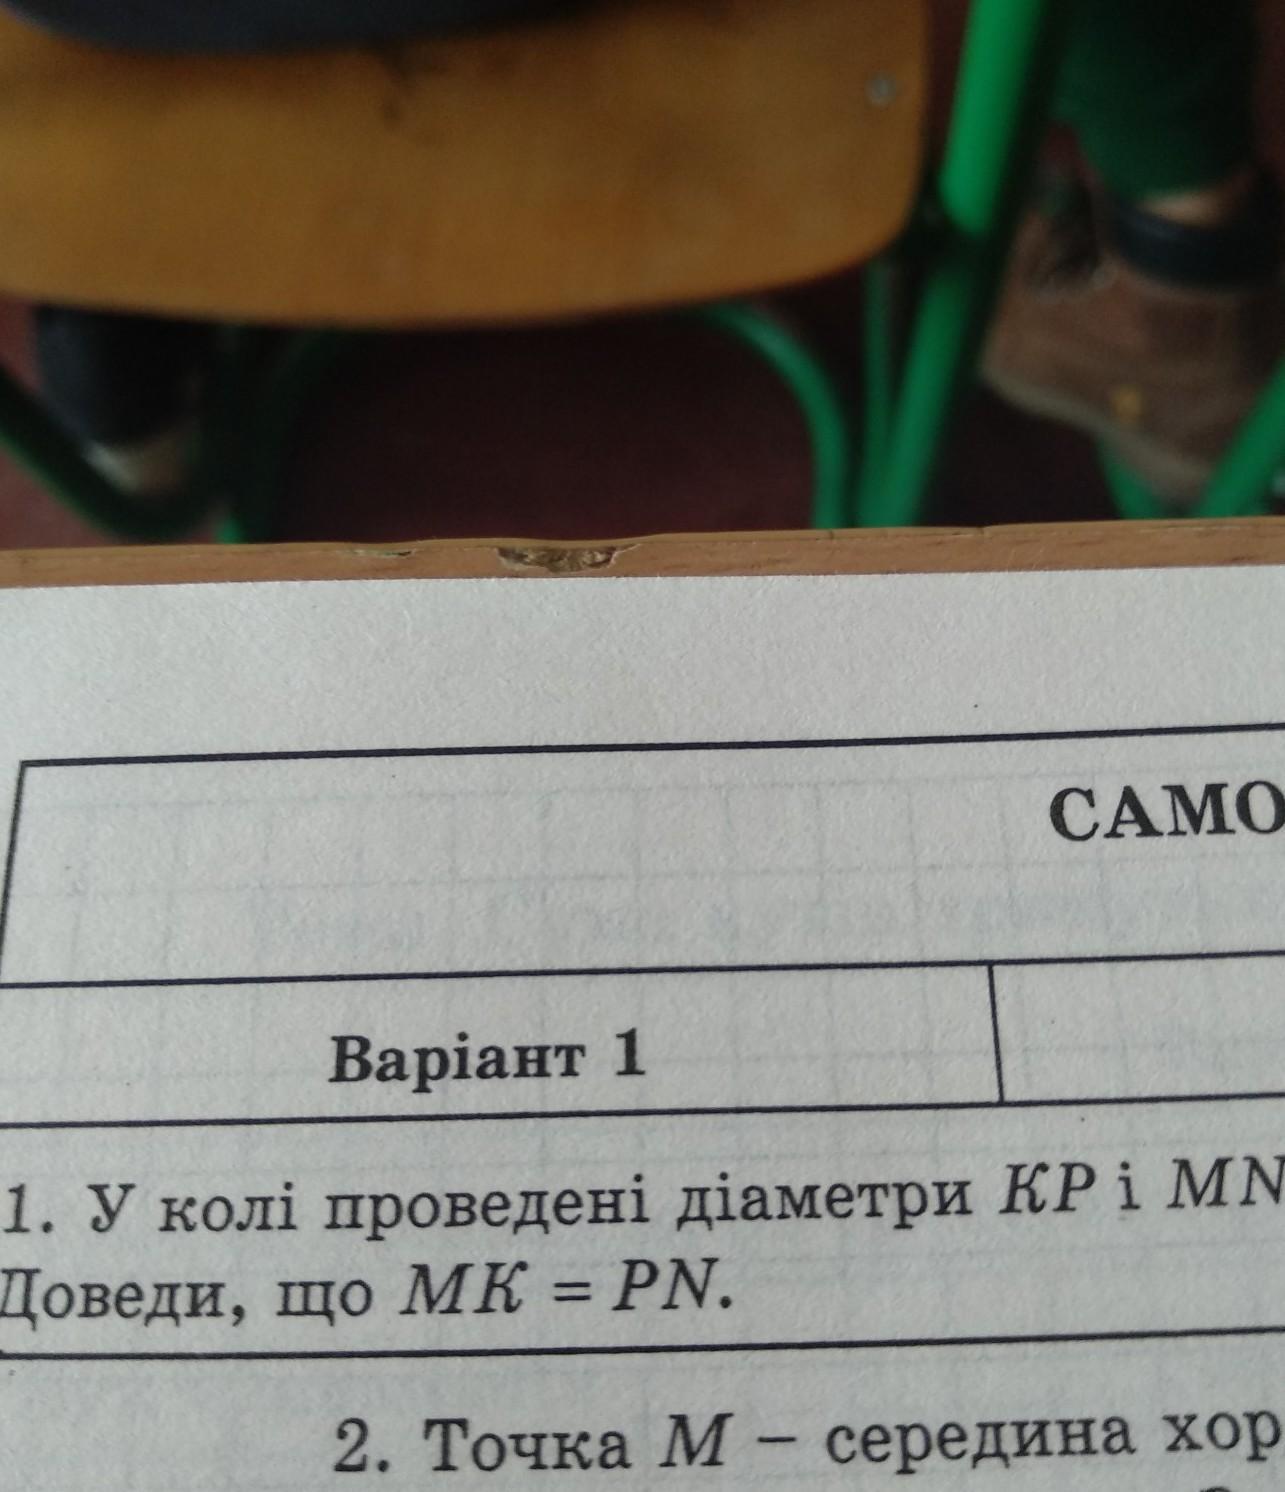 САМО
Варіант 1
1. У колі проведені діаметри KP і MN
Доведи, що MK = PN.
2. Точка M – середина хор